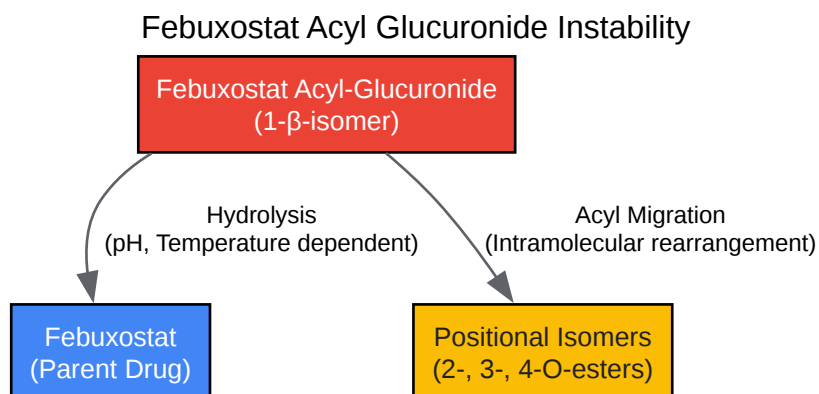 Febuxostat Acyl Glucuronide Instability
Febuxostat Acyl-Glucuronide
(1-β-isomer)
Hydrolysis
(pH, Temperature dependent)
Acyl Migration
(Intramolecular rearrangement)
Febuxostat
(Parent Drug)
Positional Isomers
(2-, 3-, 4-O-esters)